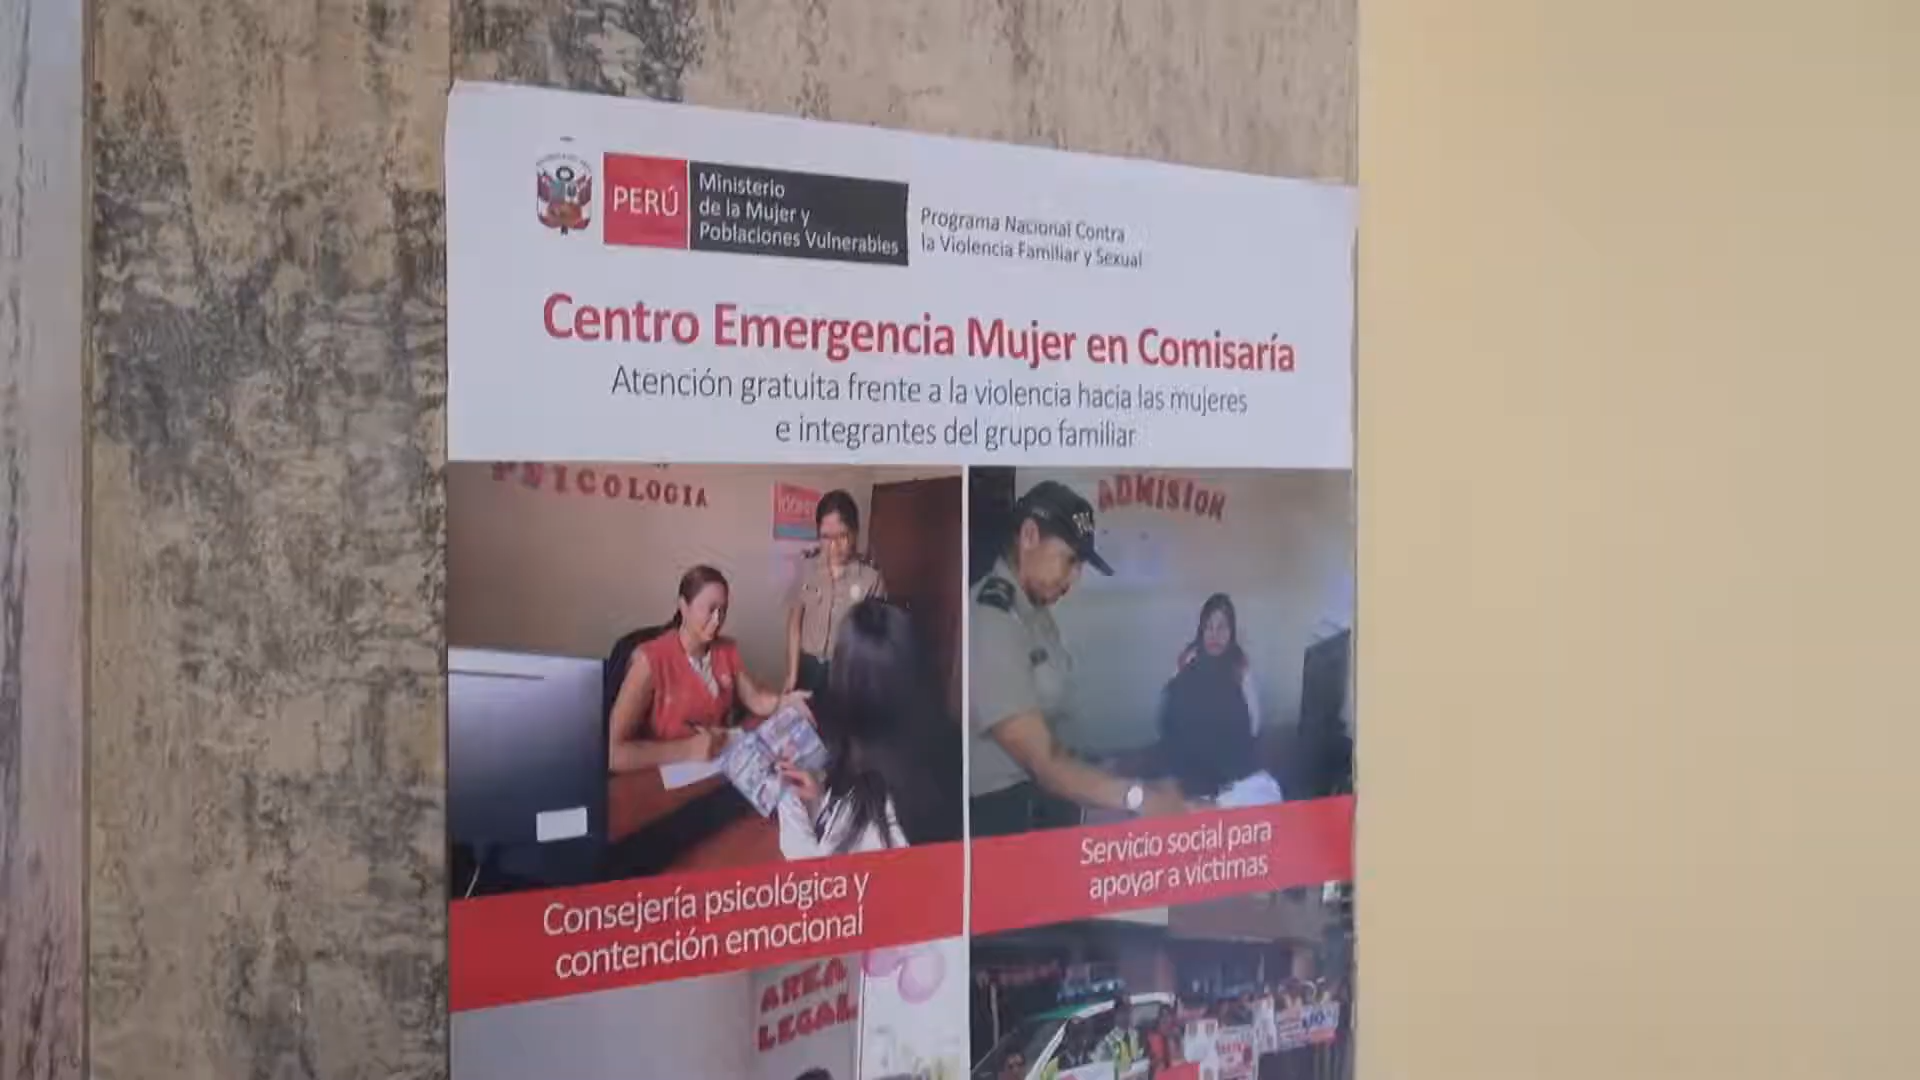 PERÚ
Ministerio
de la Mujer y
Poblaciones Vulnerables
Programa Nacional Contra
la Violencia Familiar y Sexual
Centro Emergencia Mujer en Comisaría
Atención gratuita frente a la violencia hacia las mujeres
e integrantes del grupo familiar
PSICOLOGIA
ADMISION
Consejería psicológica y
contención emocional
Servicio social para
apoyar a víctimas
AREA
LEGAL